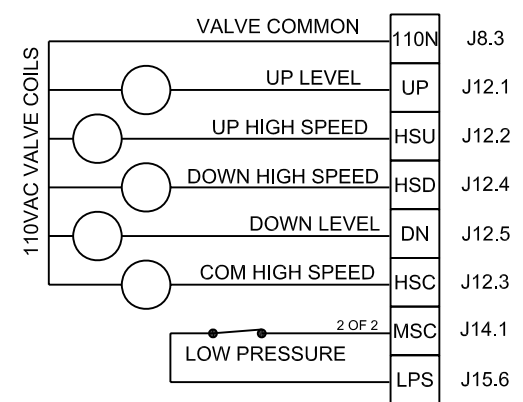 VALVE COMMON 110N J8.3
UP LEVEL UP J12.1
UP HIGH SPEED HSU J12.2
DOWN HIGH SPEED HSD J12.4
DOWN LEVEL DN J12.5
COM HIGH SPEED HSC J12.3
2 OF 2 MSC J14.1
LOW PRESSURE
LPS J15.6
110VAC VALVE COILS